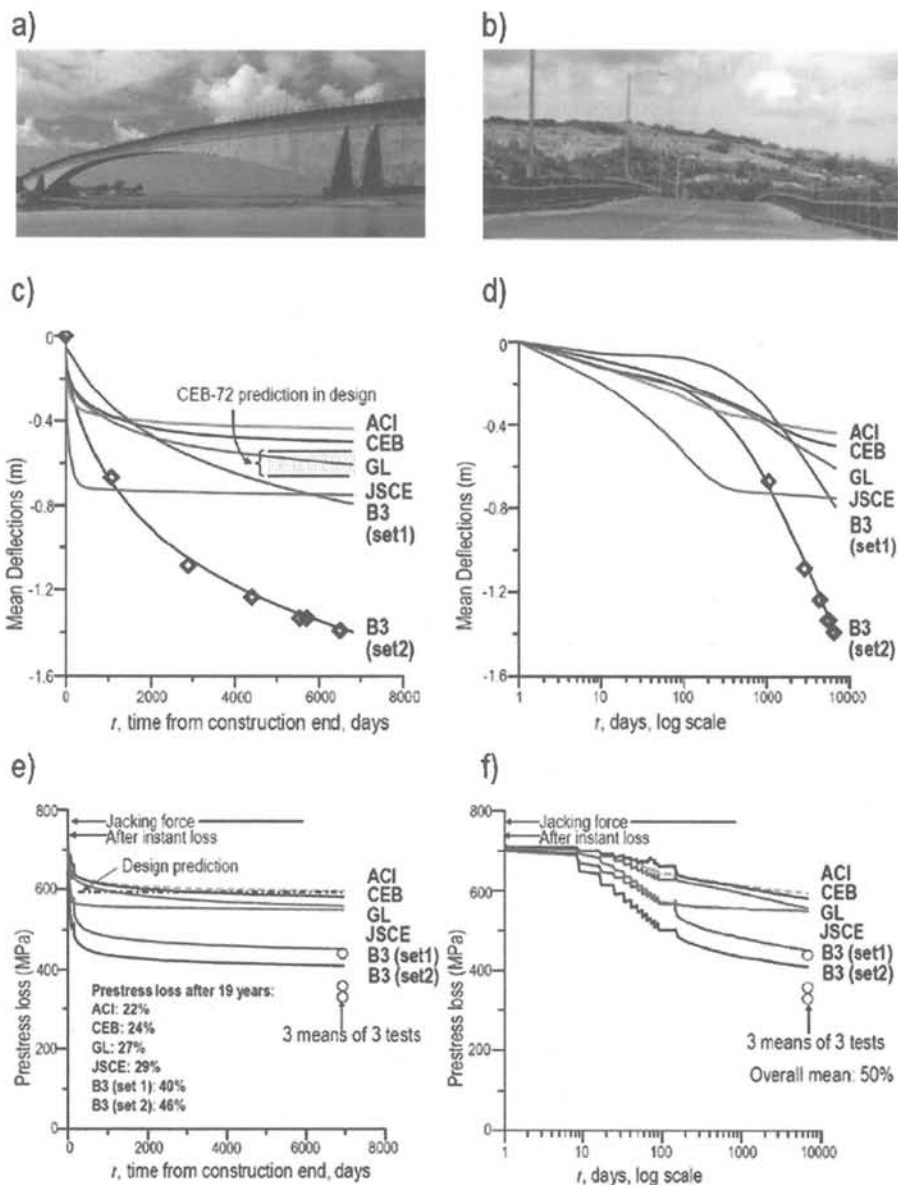 a)
b)
c)
d)
0
-0.4
-0.8
-1.2
-1.6
Mean Deflections (m)
CEB-72 prediction in design
ACI
CEB
GL
JSCE
B3
(set1)
B3
(set2)
0
2000
4000
6000
8000
t, time from construction end, days
0
-0.4
-0.8
-1.2
-1.6
Mean Deflections (m)
ACI
CEB
GL
JSCE
B3
(set1)
B3
(set2)
1
10
100
1000
10000
t, days, log scale
e)
f)
800
600
400
200
0
Prestress loss (MPa)
Jacking force
After instant loss
Design prediction
ACI
CEB
GL
JSCE
B3 (set1)
B3 (set2)
Prestress loss after 19 years:
ACI: 22%
CEB: 24%
GL: 27%
JSCE: 29%
B3 (set 1): 40%
B3 (set 2): 46%
3 means of 3 tests
0
2000
4000
6000
8000
t, time from construction end, days
800
600
400
200
0
Prestress loss (MPa)
Jacking force
After instant loss
ACI
CEB
GL
JSCE
B3 (set1)
B3 (set2)
3 means of 3 tests
Overall mean: 50%
1
10
100
1000
10000
t, days, log scale